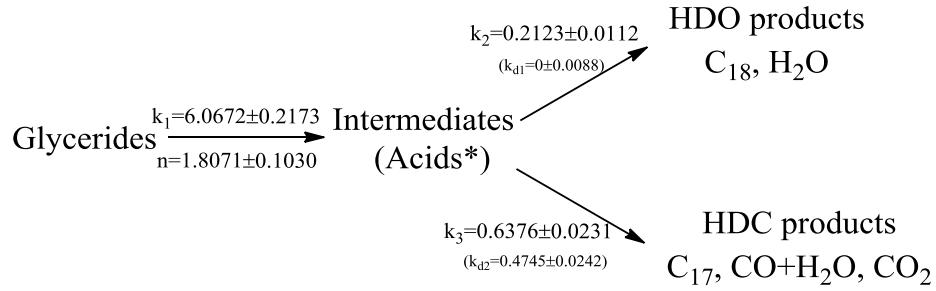 Glycerides
k₁=6.0672±0.2173
n=1.8071±0.1030
Intermediates
(Acids*)
k₂=0.2123±0.0112
(k_d1=0±0.0088)
HDO products
C₁₈, H₂O
k₃=0.6376±0.0231
(k_d2=0.4745±0.0242)
HDC products
C₁₇, CO+H₂O, CO₂